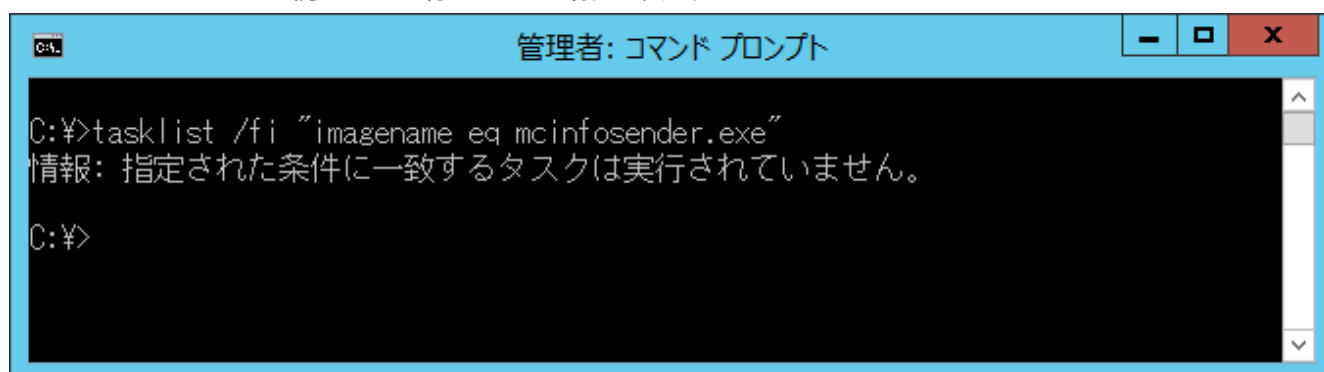 管理者: コマンド プロンプト
C:¥>tasklist /fi "imagename eq mcinfosender.exe"
情報: 指定された条件に一致するタスクは実行されていません。
C:¥>